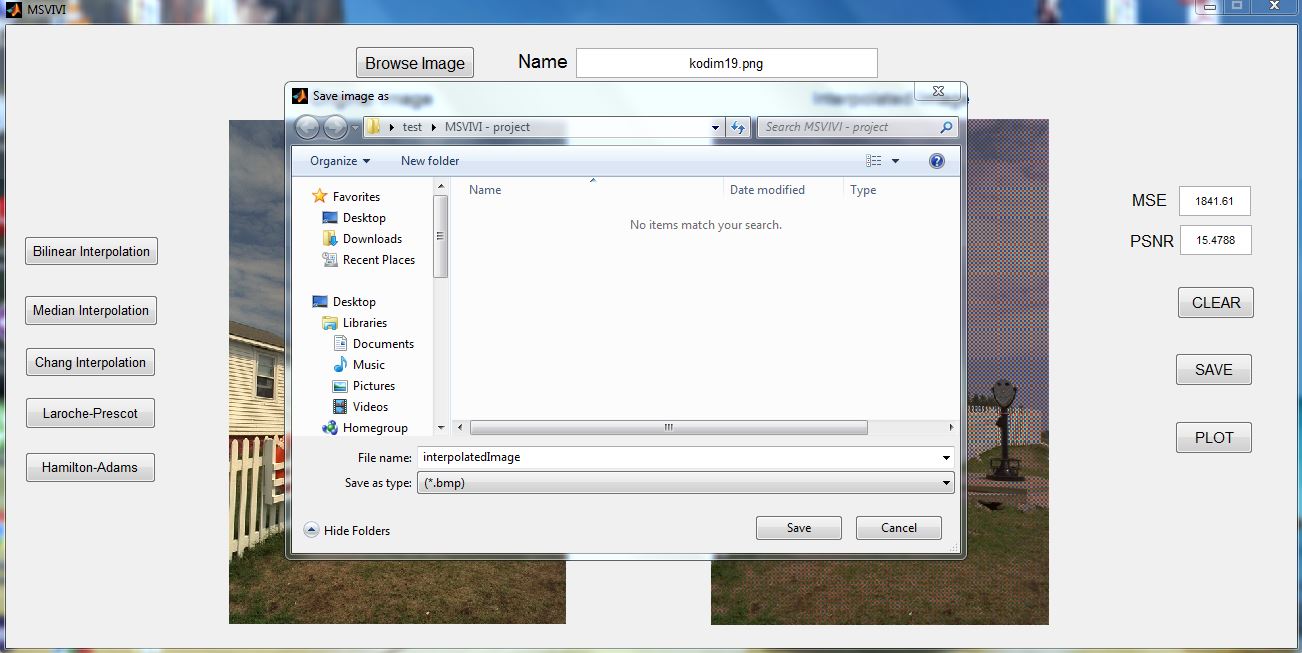 MSVIVI
Browse Image
Name
kodim19.png
Save image as
test
MSVIVI - project
Search MSVIVI - project
Organize
New folder
Favorites
Desktop
Downloads
Recent Places
Desktop
Libraries
Documents
Music
Pictures
Videos
Homegroup
Name
Date modified
Type
No items match your search.
File name:
interpolatedImage
Save as type:
(*.bmp)
Hide Folders
Save
Cancel
Bilinear Interpolation
Median Interpolation
Chang Interpolation
Laroche-Prescot
Hamilton-Adams
MSE
1841.61
PSNR
15.4788
CLEAR
SAVE
PLOT